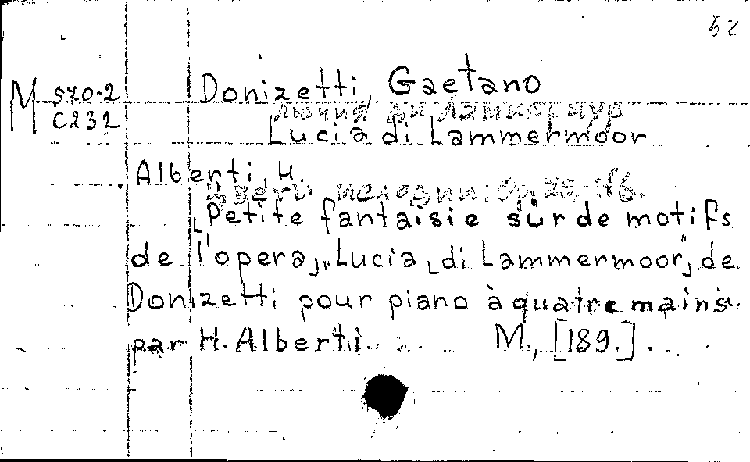 52
M 570-2 Donizetti, Gaetano
C232
Lucia di Lammermoor
Alberti, H.
Petite fantaisie sur de motifs
de l'opera „Lucia di Lammermoor" de
Donizetti pour piano à quatre mains
par H. Alberti. M., [189.].